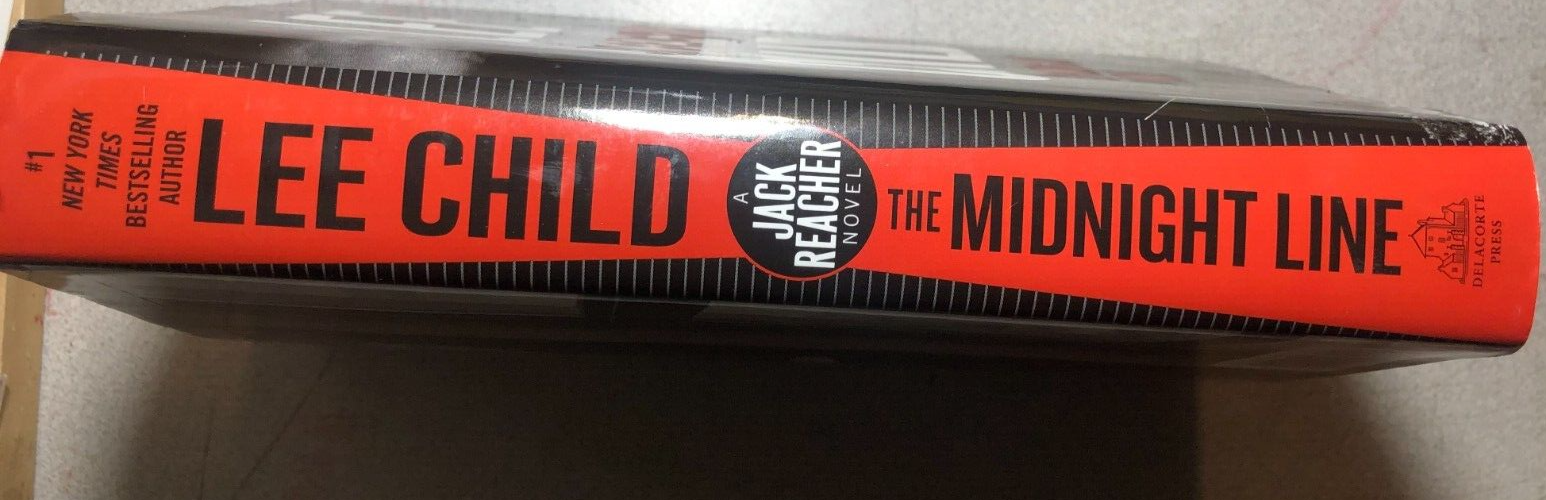 #1
NEW YORK
TIMES
BESTSELLING
AUTHOR
LEE CHILD
A
JACK
REACHER
NOVEL
THE MIDNIGHT LINE
DELACORTE
PRESS